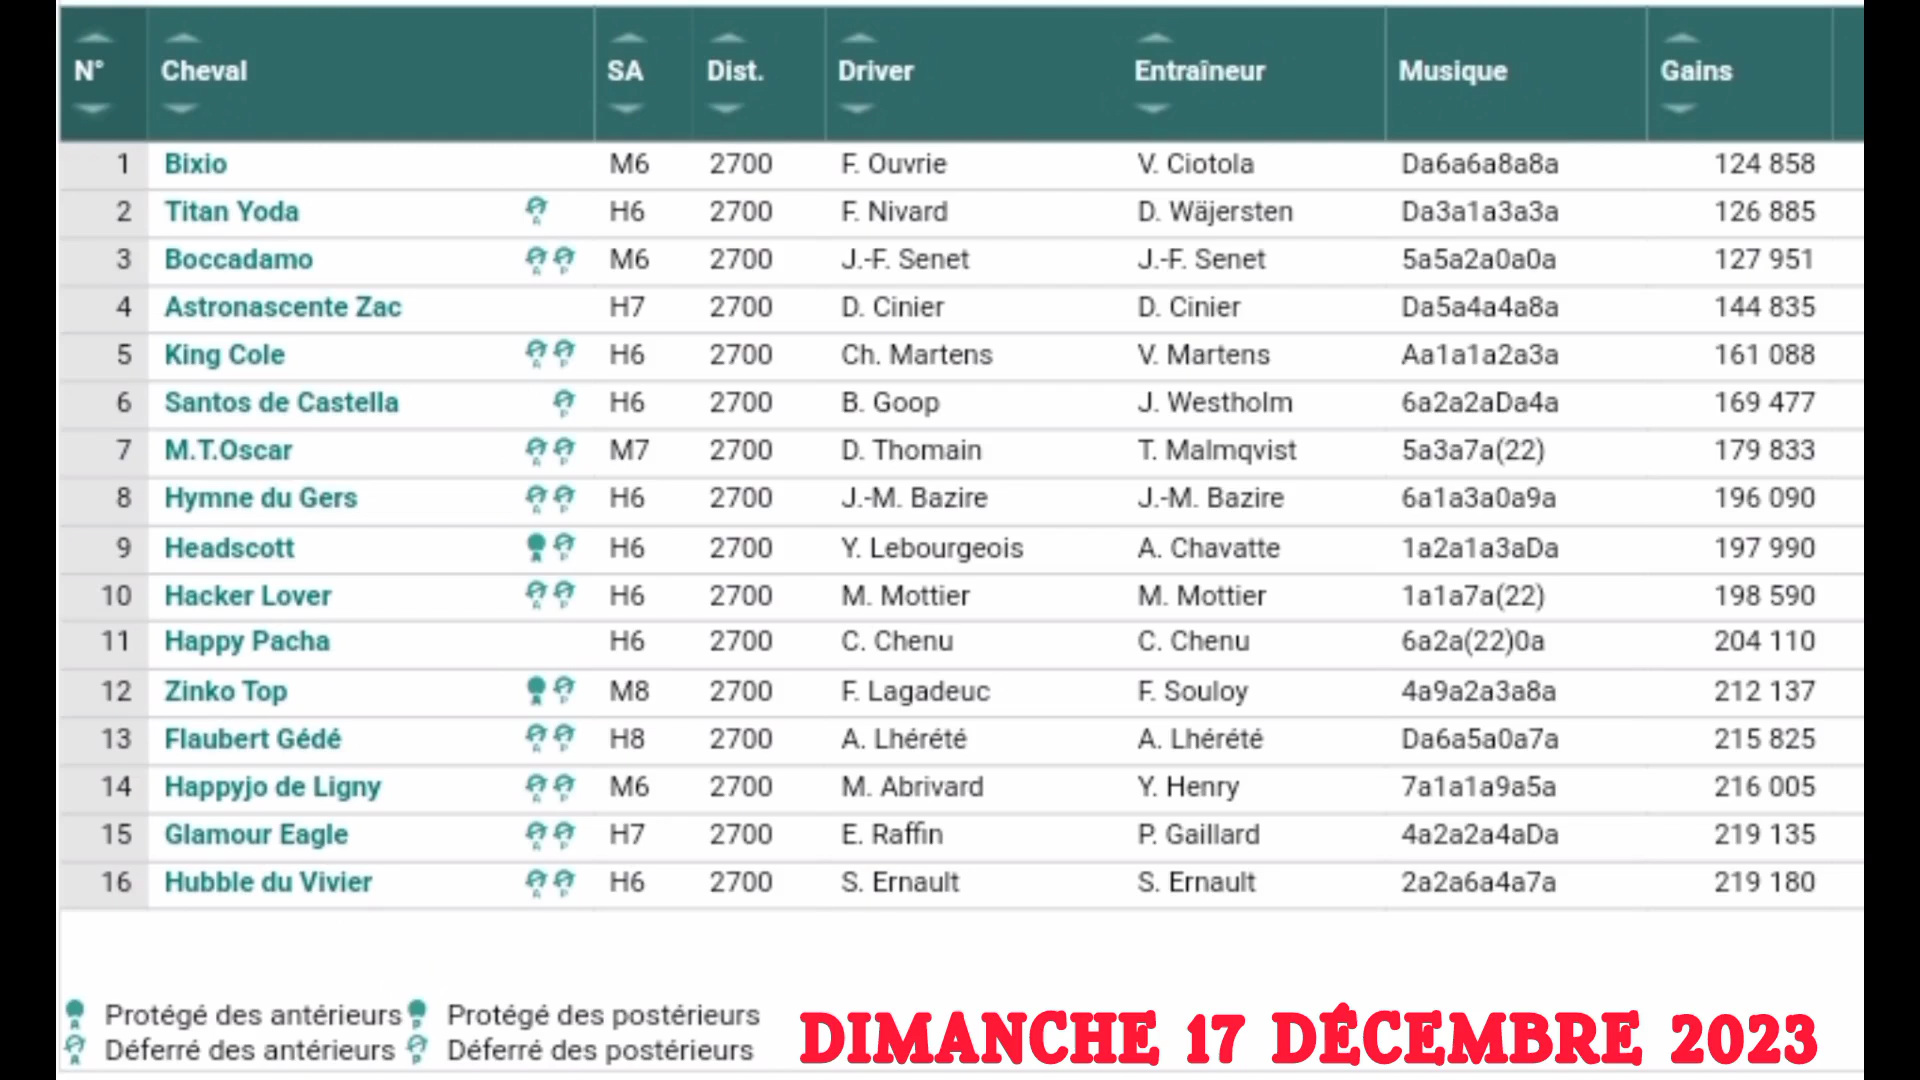 N° Cheval SA Dist. Driver Entraîneur Musique Gains
1 Bixio M6 2700 F. Ouvrie V. Ciotola Da6a6a8a8a 124 858
2 Titan Yoda A H6 2700 F. Nivard D. Wäjersten Da3a1a3a3a 126 885
3 Boccadamo A P M6 2700 J.-F. Senet J.-F. Senet 5a5a2a0a0a 127 951
4 Astronascente Zac H7 2700 D. Cinier D. Cinier Da5a4a4a8a 144 835
5 King Cole A P H6 2700 Ch. Martens V. Martens Aa1a1a2a3a 161 088
6 Santos de Castella P H6 2700 B. Goop J. Westholm 6a2a2aDa4a 169 477
7 M.T.Oscar A P M7 2700 D. Thomain T. Malmqvist 5a3a7a(22) 179 833
8 Hymne du Gers A P H6 2700 J.-M. Bazire J.-M. Bazire 6a1a3a0a9a 196 090
9 Headscott A P H6 2700 Y. Lebourgeois A. Chavatte 1a2a1a3aDa 197 990
10 Hacker Lover A P H6 2700 M. Mottier M. Mottier 1a1a7a(22) 198 590
11 Happy Pacha H6 2700 C. Chenu C. Chenu 6a2a(22)0a 204 110
12 Zinko Top A P M8 2700 F. Lagadeuc F. Souloy 4a9a2a3a8a 212 137
13 Flaubert Gédé A P H8 2700 A. Lhérété A. Lhérété Da6a5a0a7a 215 825
14 Happyjo de Ligny A P M6 2700 M. Abrivard Y. Henry 7a1a1a9a5a 216 005
15 Glamour Eagle A P H7 2700 E. Raffin P. Gaillard 4a2a2a4aDa 219 135
16 Hubble du Vivier A P H6 2700 S. Ernault S. Ernault 2a2a6a4a7a 219 180
A Protégé des antérieurs P Protégé des postérieurs
A Déferré des antérieurs P Déferré des postérieurs
DIMANCHE 17 DÉCEMBRE 2023